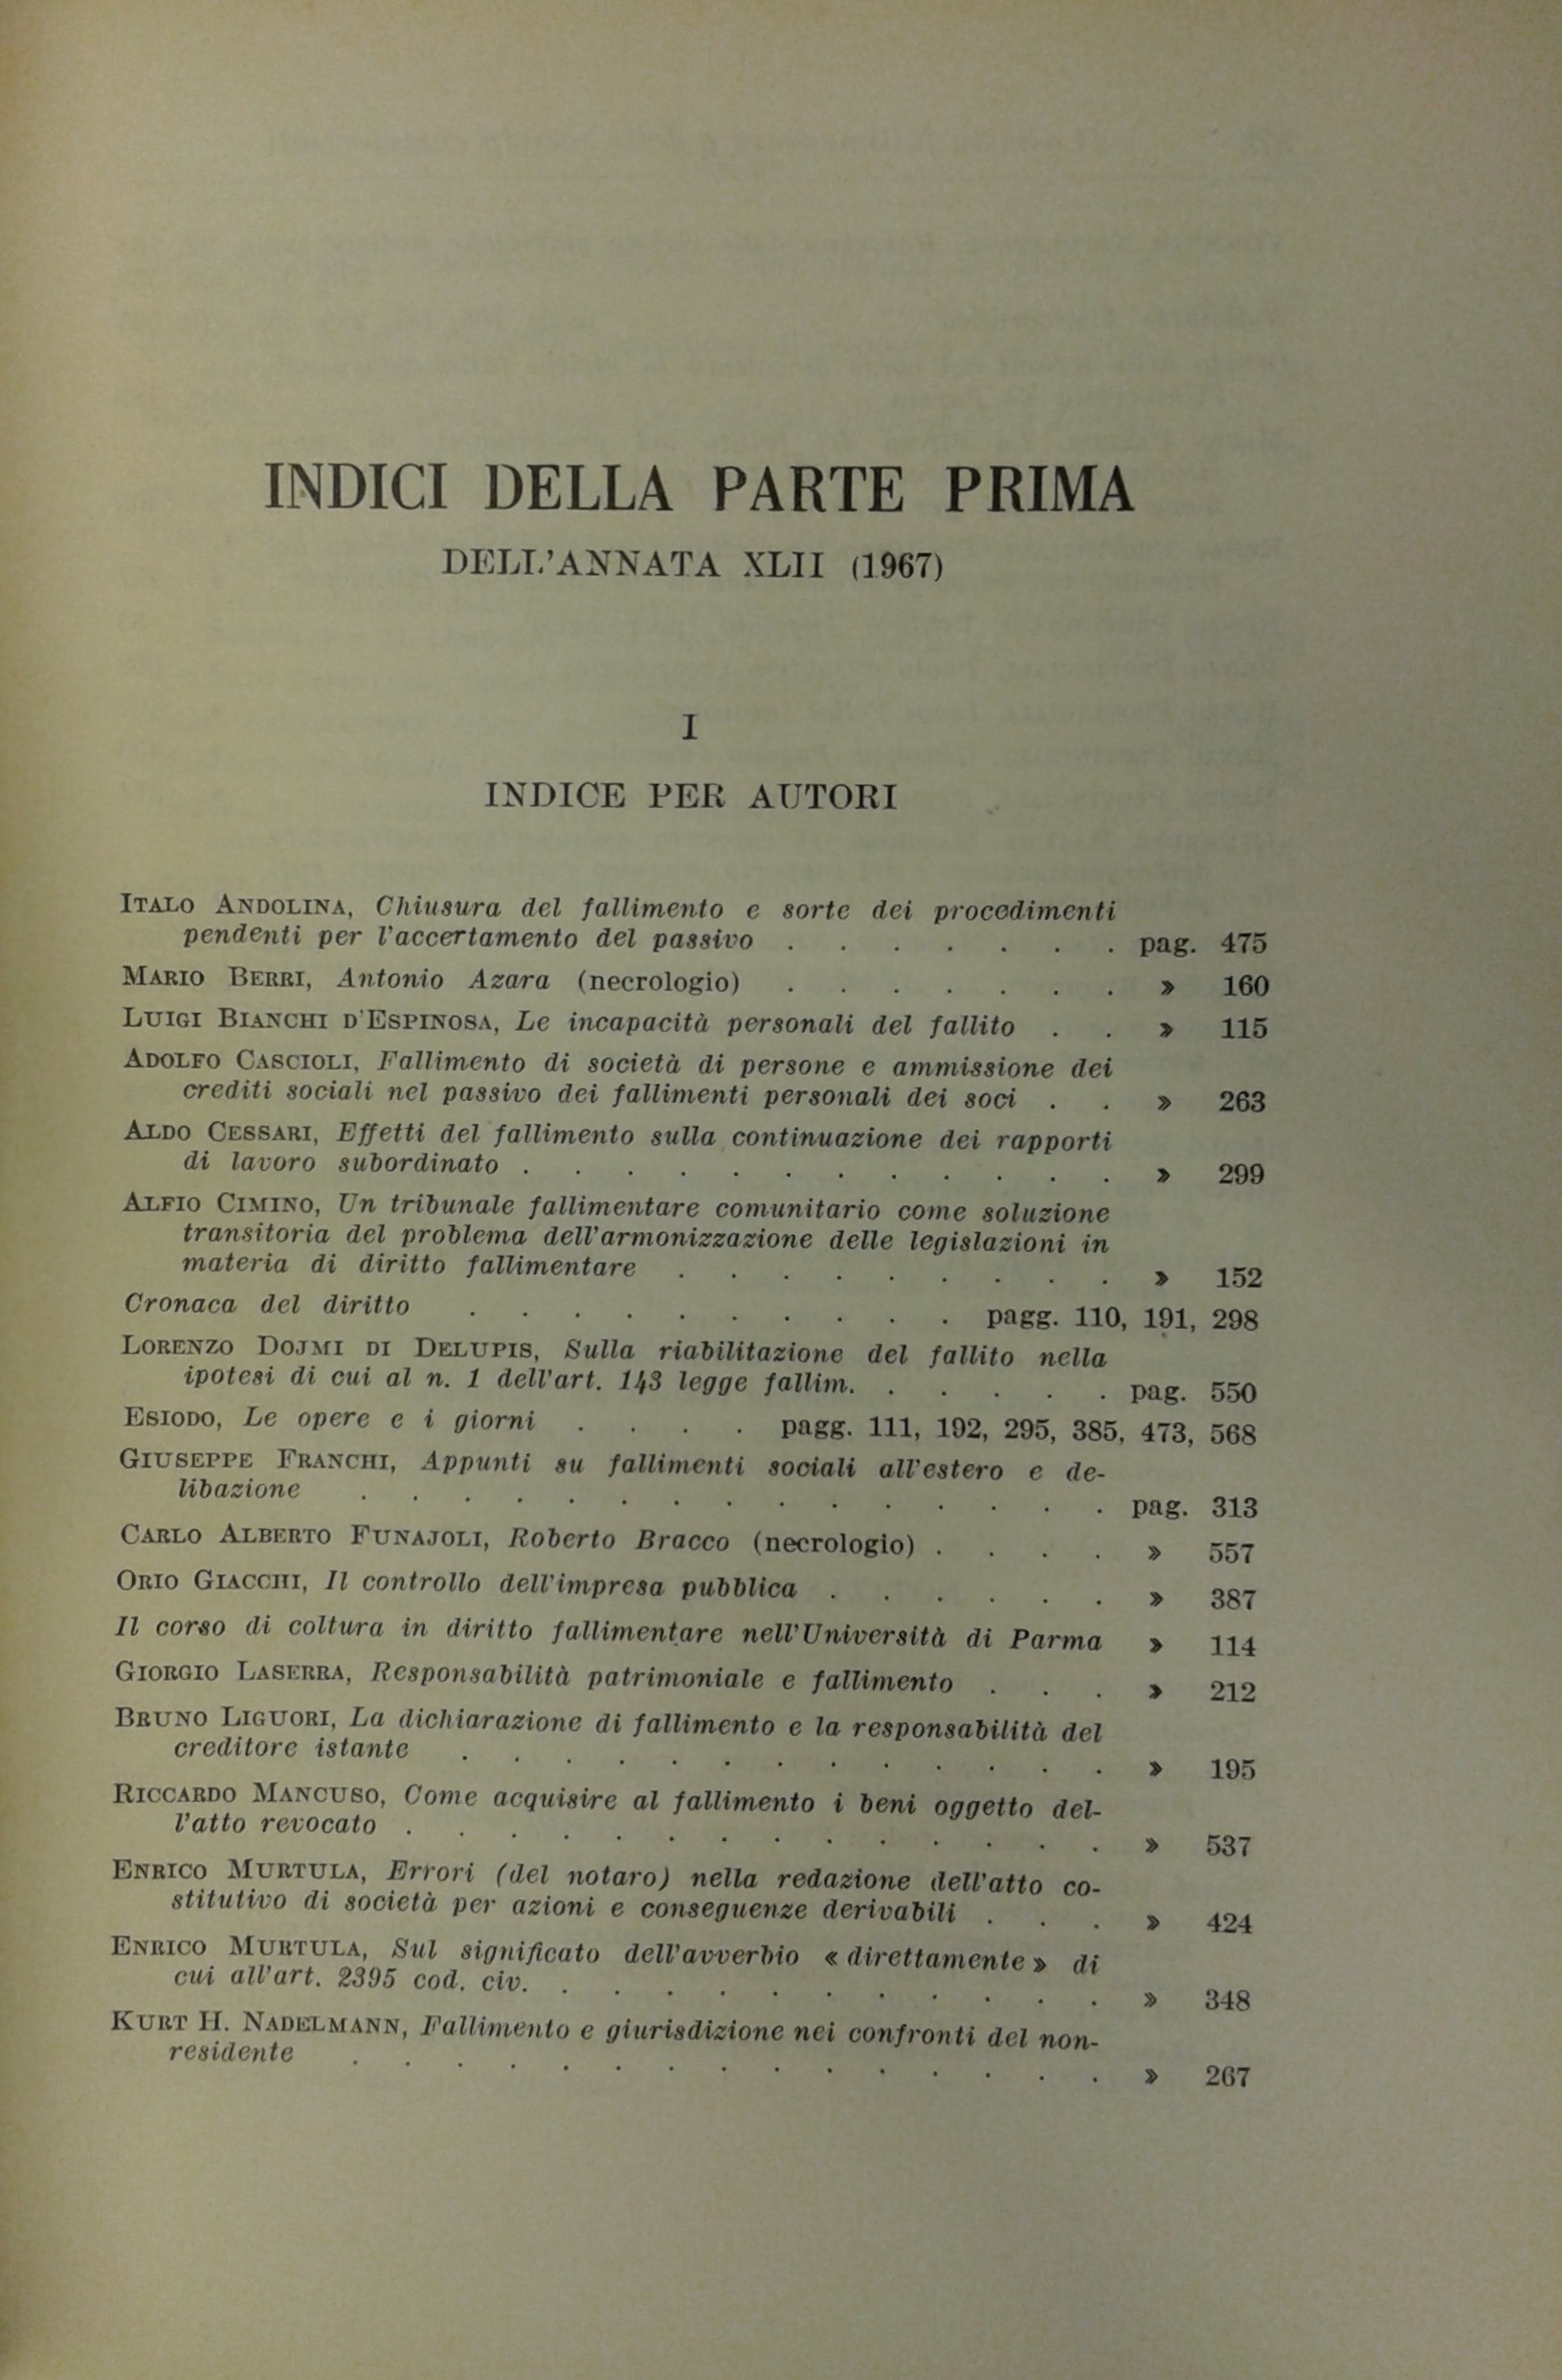 INDICI DELLA PARTE PRIMA
DELL'ANNATA XLII (1967)
I
INDICE PER AUTORI
ITALO ANDOLINA, Chiusura del fallimento e sorte dei procedimenti
pendenti per l'accertamento del passivo . . . . . . . pag. 475
MARIO BERRI, Antonio Azara (necrologio) . . . . . . . » 160
LUIGI BIANCHI D'ESPINOSA, Le incapacità personali del fallito . . » 115
ADOLFO CASCIOLI, Fallimento di società di persone e ammissione dei
crediti sociali nel passivo dei fallimenti personali dei soci . . » 263
ALDO CESSARI, Effetti del fallimento sulla continuazione dei rapporti
di lavoro subordinato . . . . . . . . . . . . » 299
ALFIO CIMINO, Un tribunale fallimentare comunitario come soluzione
transitoria del problema dell'armonizzazione delle legislazioni in
materia di diritto fallimentare . . . . . . . . . » 152
Cronaca del diritto . . . . . . . . . . pagg. 110, 191, 298
LORENZO DOJMI DI DELUPIS, Sulla riabilitazione del fallito nella
ipotesi di cui al n. 1 dell'art. 143 legge fallim. . . . . . pag. 550
ESIODO, Le opere e i giorni . . . . pagg. 111, 192, 295, 385, 473, 568
GIUSEPPE FRANCHI, Appunti su fallimenti sociali all'estero e de-
libazione . . . . . . . . . . . . . . . pag. 313
CARLO ALBERTO FUNAJOLI, Roberto Bracco (necrologio) . . . . » 557
ORIO GIACCHI, Il controllo dell'impresa pubblica . . . . . . » 387
Il corso di coltura in diritto fallimentare nell'Università di Parma » 114
GIORGIO LASERRA, Responsabilità patrimoniale e fallimento . . . » 212
BRUNO LIGUORI, La dichiarazione di fallimento e la responsabilità del
creditore istante . . . . . . . . . . . . . » 195
RICCARDO MANCUSO, Come acquisire al fallimento i beni oggetto del-
l'atto revocato . . . . . . . . . . . . . . » 537
ENRICO MURTULA, Errori (del notaro) nella redazione dell'atto co-
stitutivo di società per azioni e conseguenze derivabili . . . » 424
ENRICO MURTULA, Sul significato dell'avverbio « direttamente » di
cui all'art. 2395 cod. civ. . . . . . . . . . . . » 348
KURT H. NADELMANN, Fallimento e giurisdizione nei confronti del non-
residente . . . . . . . . . . . . . . . » 267